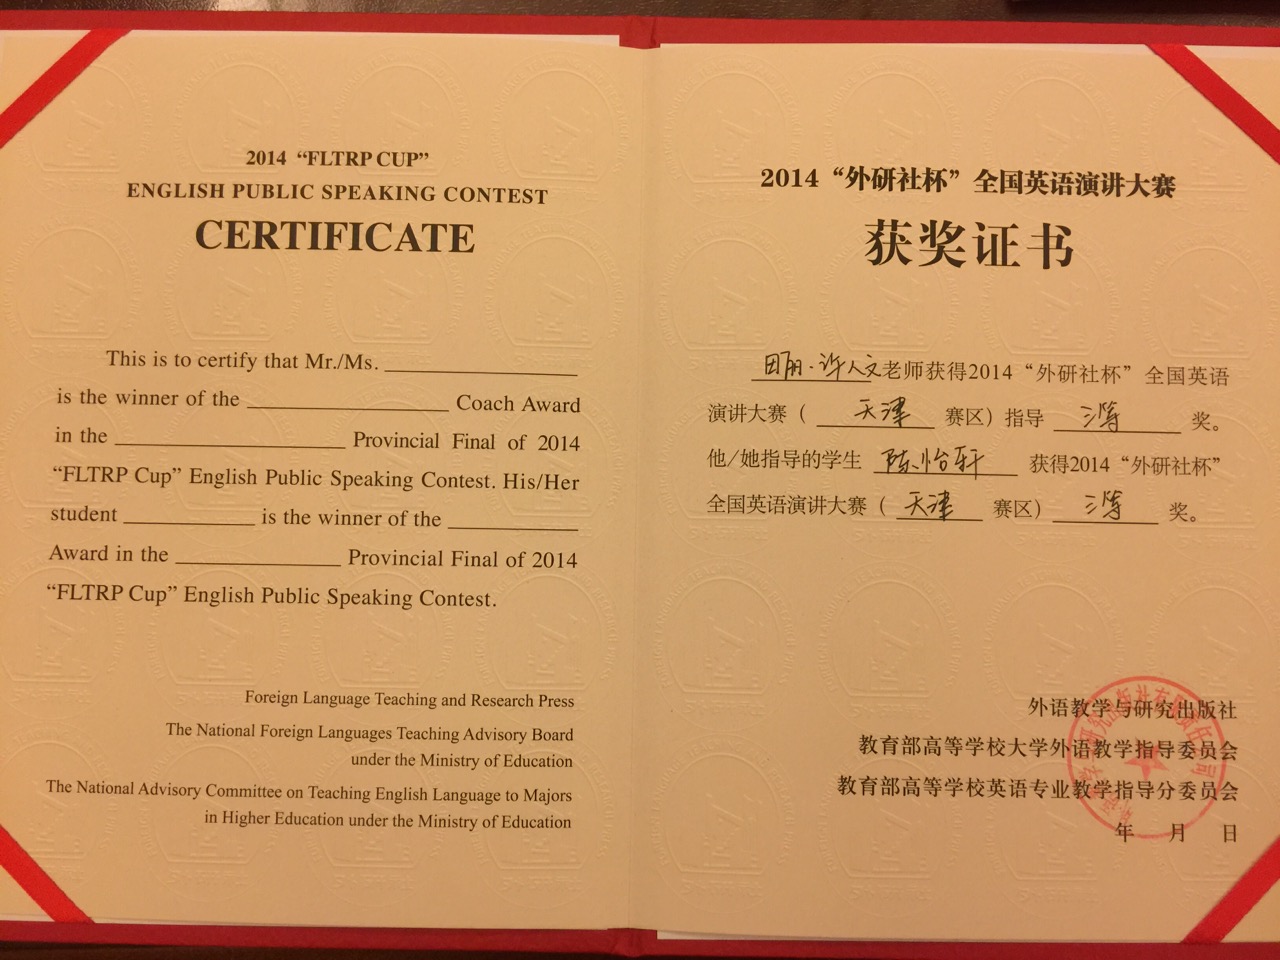 2014 “FLTRP CUP”
ENGLISH PUBLIC SPEAKING CONTEST
CERTIFICATE
This is to certify that Mr./Ms. ____________
is the winner of the ____________ Coach Award
in the ____________ Provincial Final of 2014
“FLTRP Cup” English Public Speaking Contest. His/Her
student ____________ is the winner of the ____________
Award in the ____________ Provincial Final of 2014
“FLTRP Cup” English Public Speaking Contest.
Foreign Language Teaching and Research Press
The National Foreign Languages Teaching Advisory Board
under the Ministry of Education
The National Advisory Committee on Teaching English Language to Majors
in Higher Education under the Ministry of Education
2014“外研社杯”全国英语演讲大赛
获奖证书
田丽·许人文老师获得2014“外研社杯”全国英语
演讲大赛（天津赛区）指导三等奖。
他/她指导的学生 陈怡轩 获得2014“外研社杯”
全国英语演讲大赛（天津赛区）三等奖。
外语教学与研究出版社
教育部高等学校大学外语教学指导委员会
教育部高等学校英语专业教学指导分委员会
年 月 日